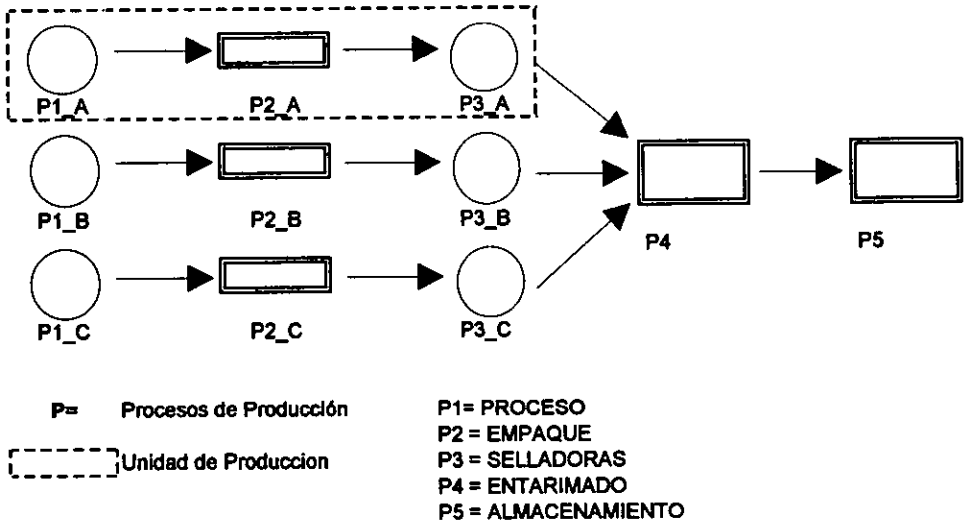 P1_A P2_A P3_A
P1_B P2_B P3_B
P4 P5
P1_C P2_C P3_C
P= Procesos de Producción
Unidad de Produccion
P1= PROCESO
P2 = EMPAQUE
P3 = SELLADORAS
P4 = ENTARIMADO
P5 = ALMACENAMIENTO